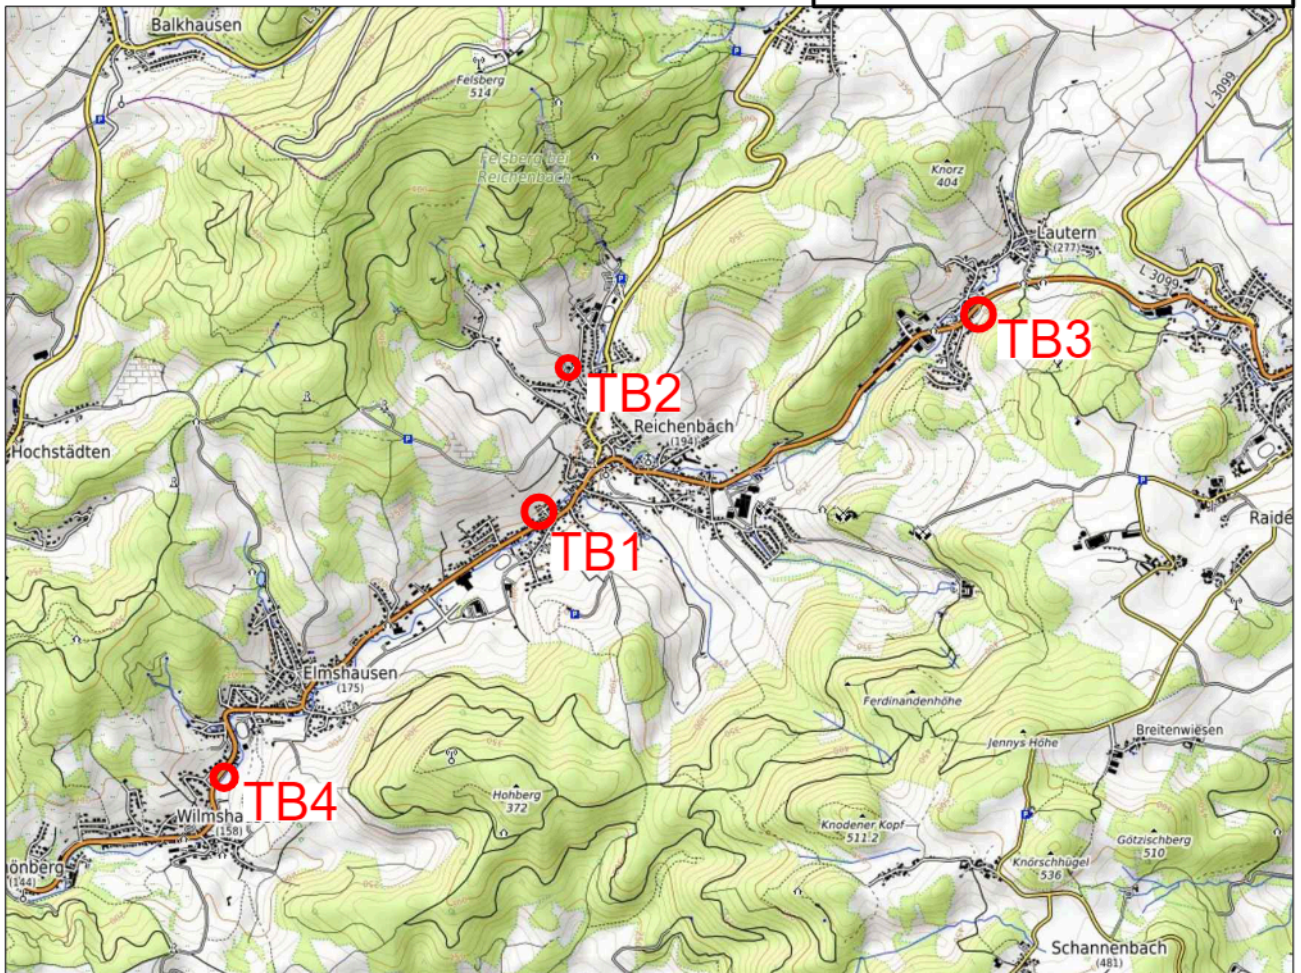 Balkhausen
Felsberg
514
L 3099
Felsberg bei
Reichenbach
Knorz
404
Lautern
(277)
L 3099
TB3
TB2
Reichenbach
(194)
Hochstädten
TB1
Raide
Elmshausen
(175)
Ferdinandenhöhe
Jennys Höhe
Breitenwiesen
TB4
Hohberg
372
Wilmsha
(158)
Knodener Kopf
511.2
Götzischberg
510
Knörschhügel
536
önberg
(144)
Schannenbach
(481)